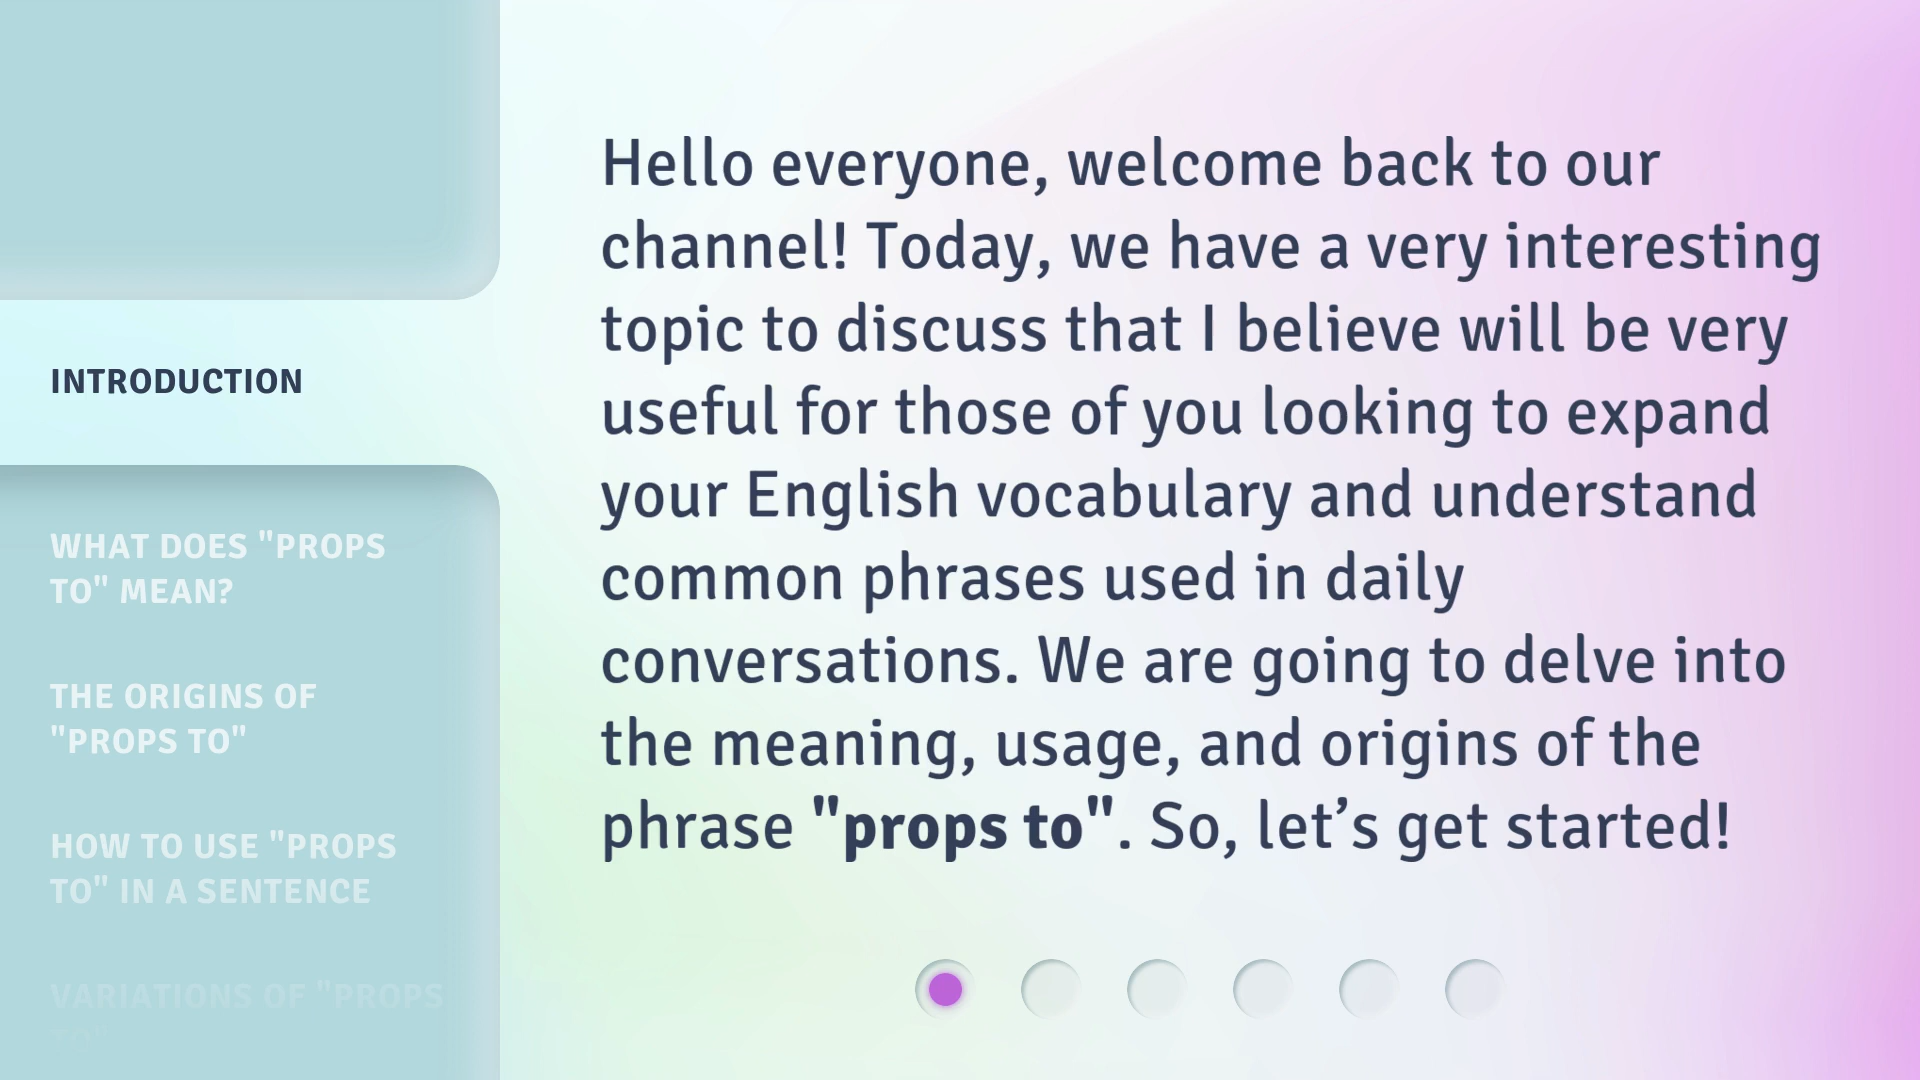 INTRODUCTION
WHAT DOES "PROPS
TO" MEAN?
THE ORIGINS OF
"PROPS TO"
HOW TO USE "PROPS
TO" IN A SENTENCE
VARIATIONS OF "PROPS
TO"
Hello everyone, welcome back to our
channel! Today, we have a very interesting
topic to discuss that I believe will be very
useful for those of you looking to expand
your English vocabulary and understand
common phrases used in daily
conversations. We are going to delve into
the meaning, usage, and origins of the
phrase "props to". So, let’s get started!